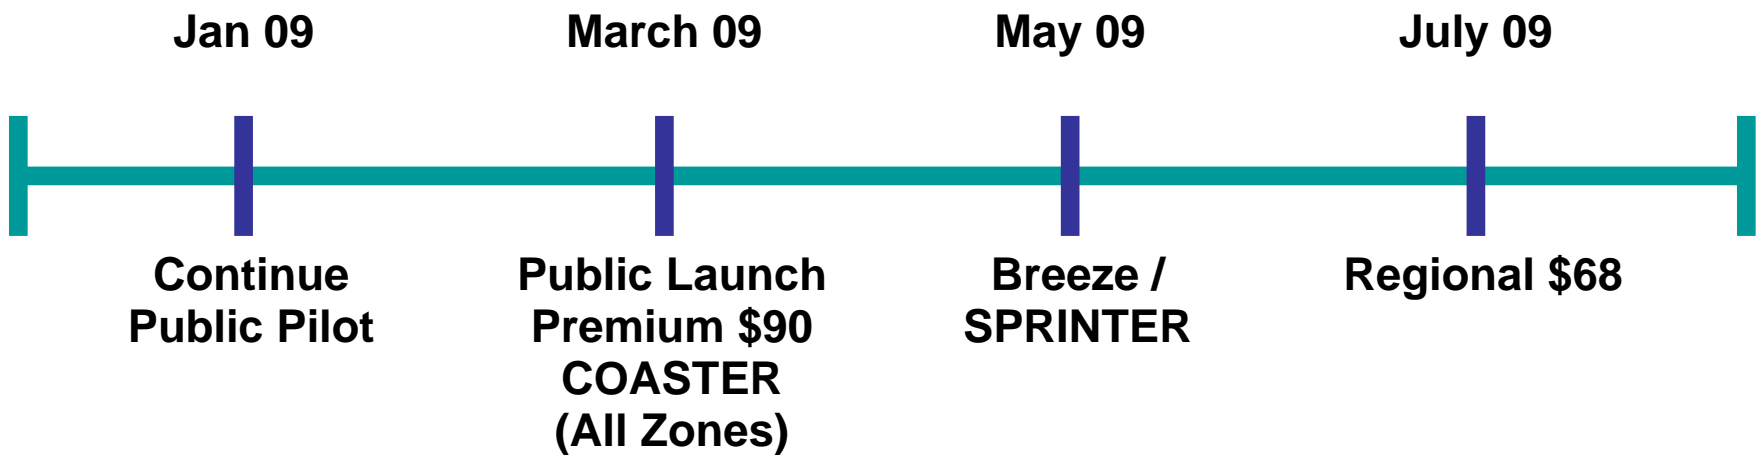 Jan 09
March 09
May 09
July 09
Continue
Public Pilot
Public Launch
Premium $90
COASTER
(All Zones)
Breeze /
SPRINTER
Regional $68